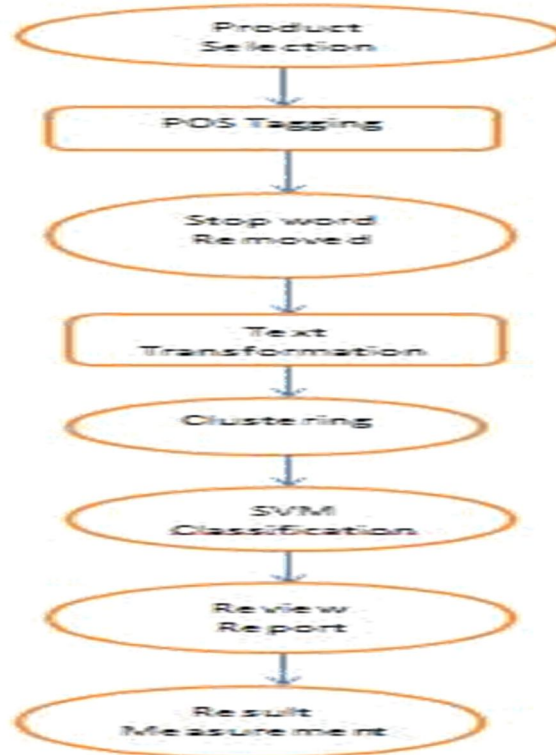 Product
Selection
POS Tagging
Stop word
Removed
Text
Transformation
Clustering
SVM
Classification
Review
Report
Result
Measurement